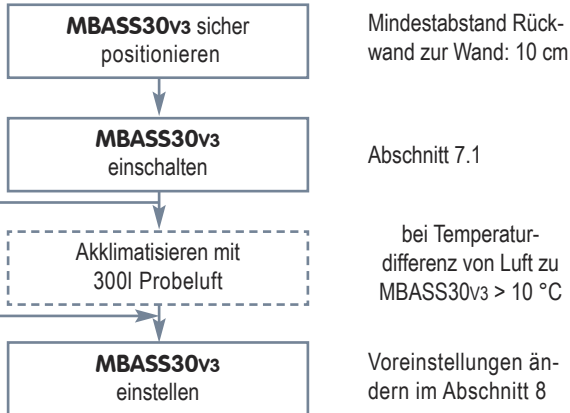 MBASS30V3 sicher
positionieren
Mindestabstand Rück-
wand zur Wand: 10 cm
MBASS30V3
einschalten
Abschnitt 7.1
Akklimatisieren mit
300l Probeluft
bei Temperatur-
differenz von Luft zu
MBASS30V3 > 10 °C
MBASS30V3
einstellen
Voreinstellungen än-
dern im Abschnitt 8